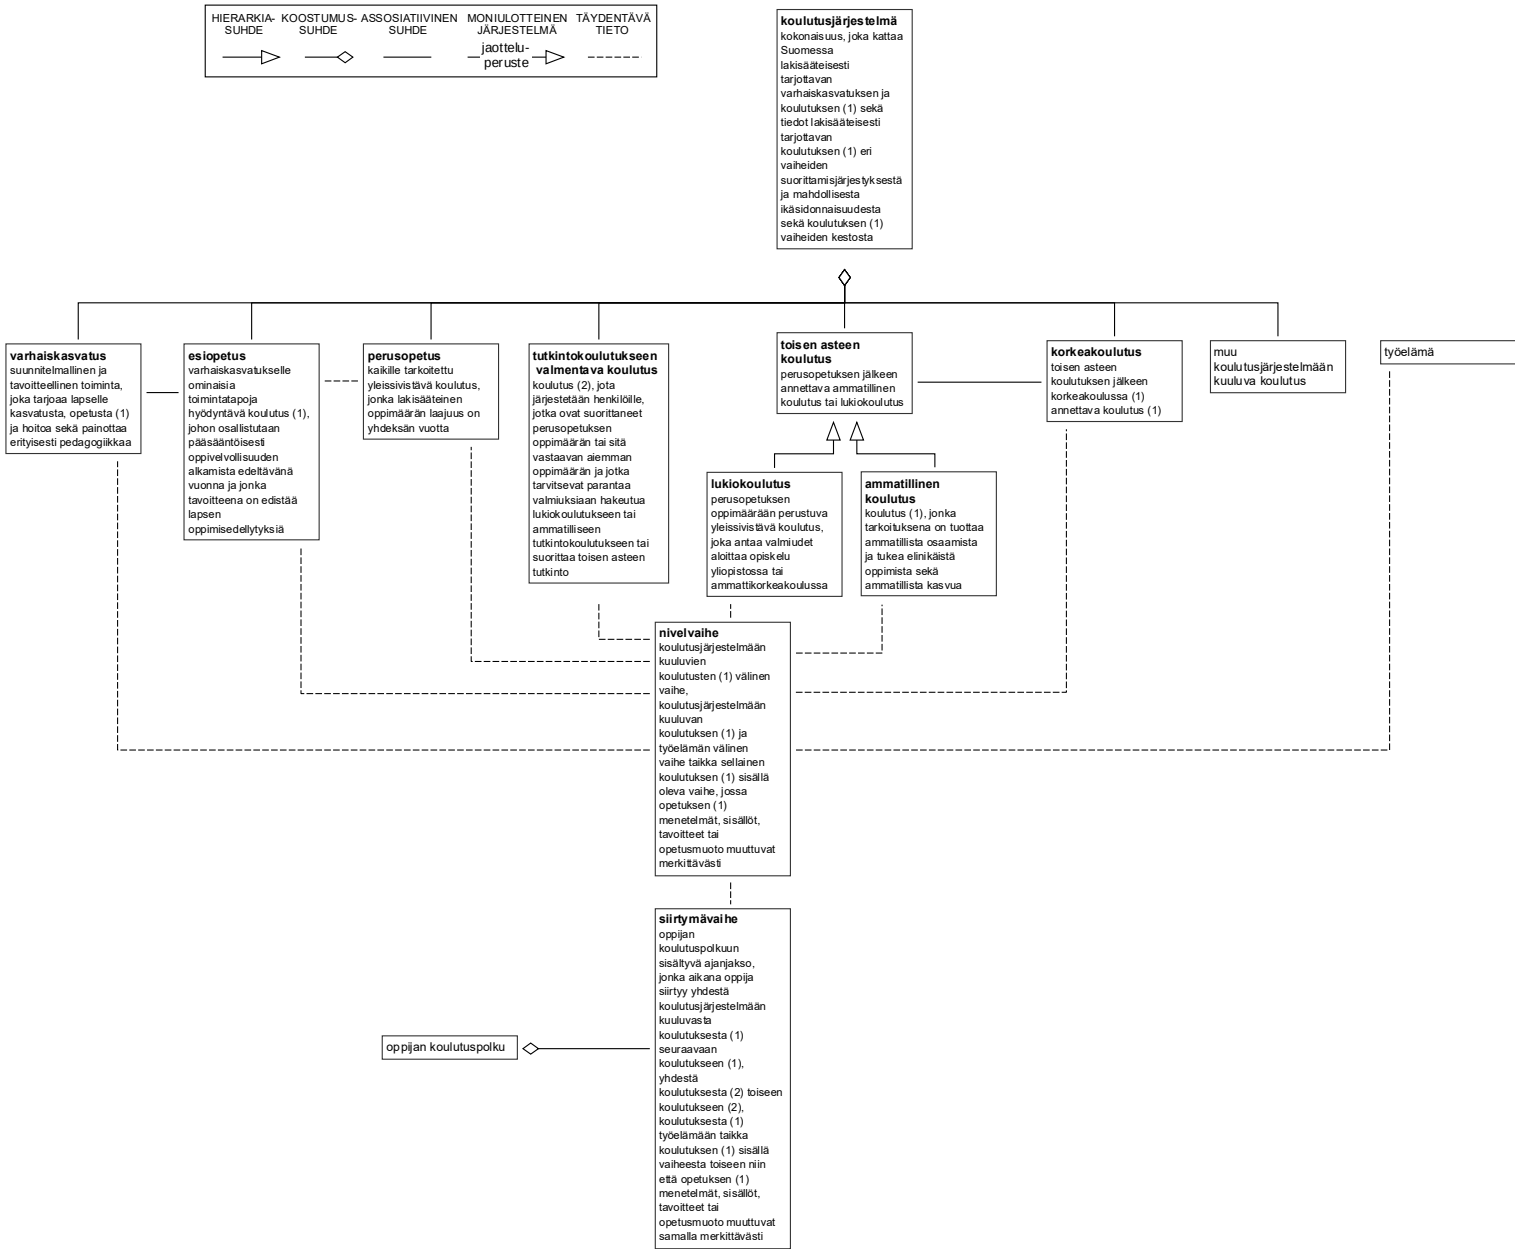 HIERARKIA-
SUHDE
KOOSTUMUS-
SUHDE
ASSOSIATIIVINEN
SUHDE
MONIULOTTEINEN
JÄRJESTELMÄ
TÄYDENTÄVÄ
TIETO
jaottelu-
peruste
koulutusjärjestelmä
kokonaisuus, joka kattaa
Suomessa
lakisääteisesti
tarjottavan
varhaiskasvatuksen ja
koulutuksen (1) sekä
tiedot lakisääteisesti
tarjottavan
koulutuksen (1) eri
vaiheiden
suorittamisjärjestyksestä
ja mahdollisesta
ikäsidonnaisuudesta
sekä koulutuksen (1)
vaiheiden kestosta
varhaiskasvatus
suunnitelmallinen ja
tavoitteellinen toiminta,
joka tarjoaa lapselle
kasvatusta, opetusta (1)
ja hoitoa sekä painottaa
erityisesti pedagogiikkaa
esiopetus
varhaiskasvatukselle
ominaisia
toimintatapoja
hyödyntävä koulutus (1),
johon osallistutaan
pääsääntöisesti
oppivelvollisuuden
alkamista edeltävänä
vuonna ja jonka
tavoitteena on edistää
lapsen
oppimisedellytyksiä
perusopetus
kaikille tarkoitettu
yleissivistävä koulutus,
jonka lakisääteinen
oppimäärän laajuus on
yhdeksän vuotta
tutkintokoulutukseen
valmentava koulutus
koulutus (2), jota
järjestetään henkilöille,
jotka ovat suorittaneet
perusopetuksen
oppimäärän tai sitä
vastaavan aiemman
oppimäärän ja jotka
tarvitsevat parantaa
valmiuksiaan hakeutua
lukiokoulutukseen tai
ammatilliseen
tutkintokoulutukseen tai
suorittaa toisen asteen
tutkinto
toisen asteen
koulutus
perusopetuksen jälkeen
annettava ammatillinen
koulutus tai lukiokoulutus
korkeakoulutus
toisen asteen
koulutuksen jälkeen
korkeakoulussa (1)
annettava koulutus (1)
muu
koulutusjärjestelmään
kuuluva koulutus
työelämä
lukiokoulutus
perusopetuksen
oppimäärään perustuva
yleissivistävä koulutus,
joka antaa valmiudet
aloittaa opiskelu
yliopistossa tai
ammattikorkeakoulussa
ammatillinen
koulutus
koulutus (1), jonka
tarkoituksena on tuottaa
ammatillista osaamista
ja tukea elinikäistä
oppimista sekä
ammatillista kasvua
nivelvaihe
koulutusjärjestelmään
kuuluvien
koulutusten (1) välinen
vaihe,
koulutusjärjestelmään
kuuluvan
koulutuksen (1) ja
työelämän välinen
vaihe taikka sellainen
koulutuksen (1) sisällä
oleva vaihe, jossa
opetuksen (1)
menetelmät, sisällöt,
tavoitteet tai
opetusmuoto muuttuvat
merkittävästi
siirtymävaihe
oppijan
koulutuspolkuun
sisältyvä ajanjakso,
jonka aikana oppija
siirtyy yhdestä
koulutusjärjestelmään
kuuluvasta
koulutuksesta (1)
seuraavaan
koulutukseen (1),
yhdestä
koulutuksesta (2) toiseen
koulutukseen (2),
koulutuksesta (1)
työelämään taikka
koulutuksen (1) sisällä
vaiheesta toiseen niin
että opetuksen (1)
menetelmät, sisällöt,
tavoitteet tai
opetusmuoto muuttuvat
samalla merkittävästi
oppijan koulutuspolku